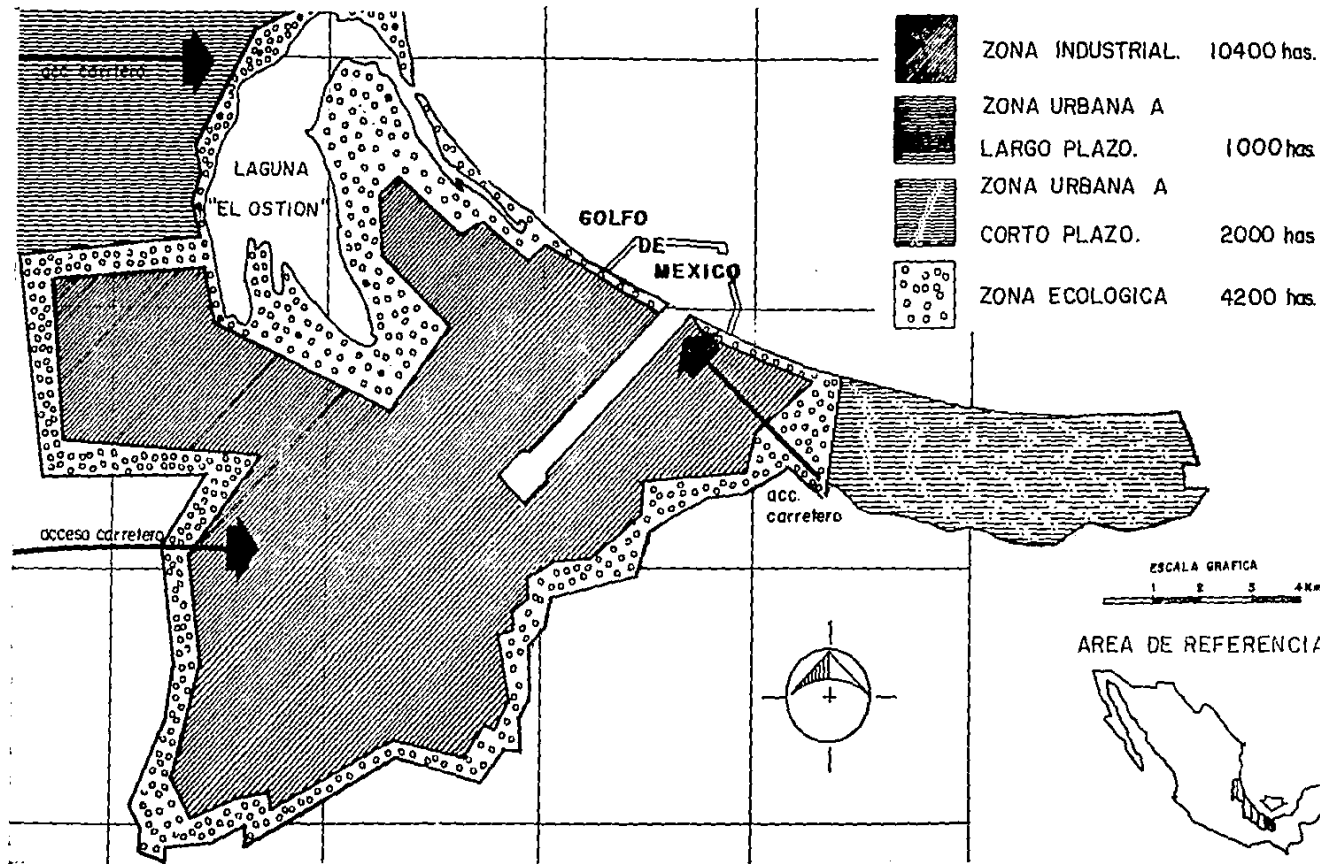 acc. carretero
LAGUNA
"EL OSTION"
GOLFO
DE
MEXICO
acc.
carretero
acceso carretero
ZONA INDUSTRIAL. 10400 has.
ZONA URBANA A
LARGO PLAZO. 1000 has.
ZONA URBANA A
CORTO PLAZO. 2000 has
ZONA ECOLOGICA 4200 has.
ESCALA GRAFICA
1 2 3 4Km
AREA DE REFERENCIA